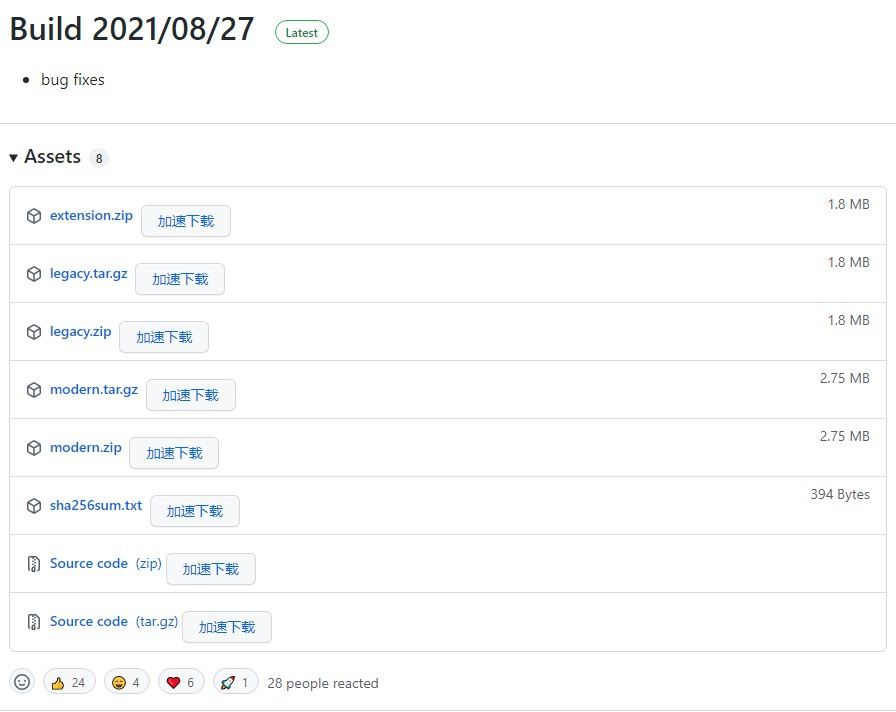 Build 2021/08/27 Latest
bug fixes
Assets 8
extension.zip 加速下载 1.8 MB
legacy.tar.gz 加速下载 1.8 MB
legacy.zip 加速下载 1.8 MB
modern.tar.gz 加速下载 2.75 MB
modern.zip 加速下载 2.75 MB
sha256sum.txt 加速下载 394 Bytes
Source code (zip) 加速下载
Source code (tar.gz) 加速下载
24 4 6 1 28 people reacted